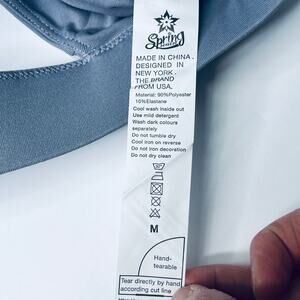 Spring
MADE IN CHINA.
DESIGNED IN
NEW YORK.
THE BRAND
FROM USA.
Material: 90%Polyester
10%Elastane
Cool wash inside out
Use mild detergent
Wash dark colours
separately
Do not tumble dry
Cool iron on reverse
Do not iron decoration
Do not dry clean
M
Hand-
tearable
Tear directly by hand
according cut line